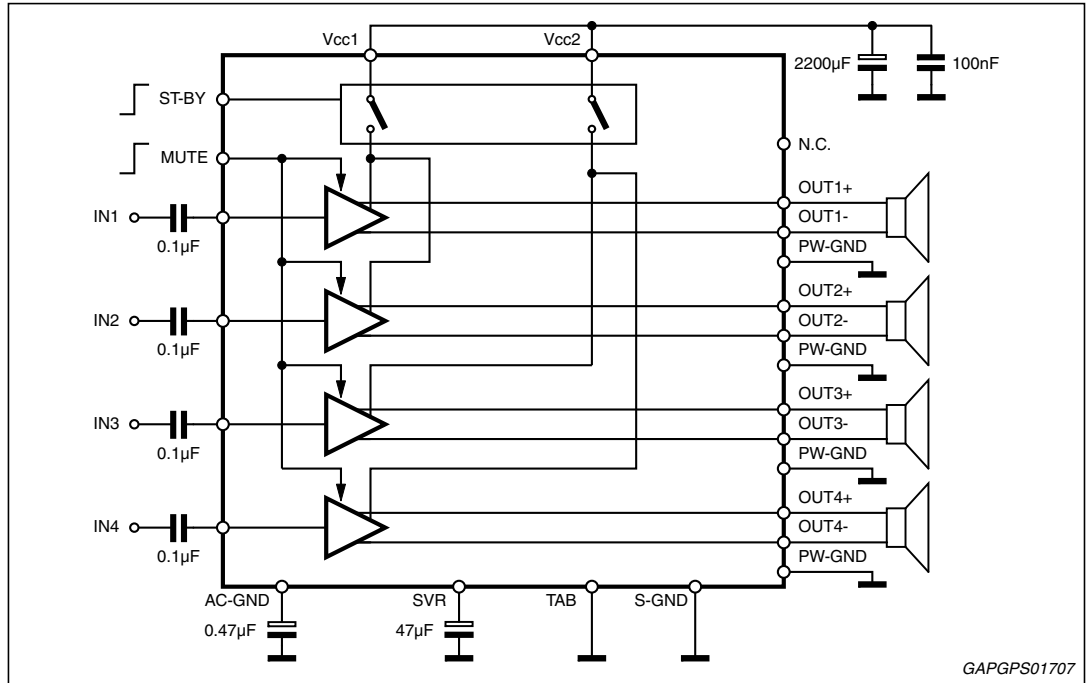 Vcc1
Vcc2
2200µF
100nF
ST-BY
N.C.
MUTE
OUT1+
IN1
OUT1-
0.1µF
PW-GND
OUT2+
IN2
OUT2-
0.1µF
PW-GND
OUT3+
IN3
OUT3-
0.1µF
PW-GND
OUT4+
IN4
OUT4-
0.1µF
PW-GND
AC-GND
SVR
TAB
S-GND
0.47µF
47µF
GAPGPS01707